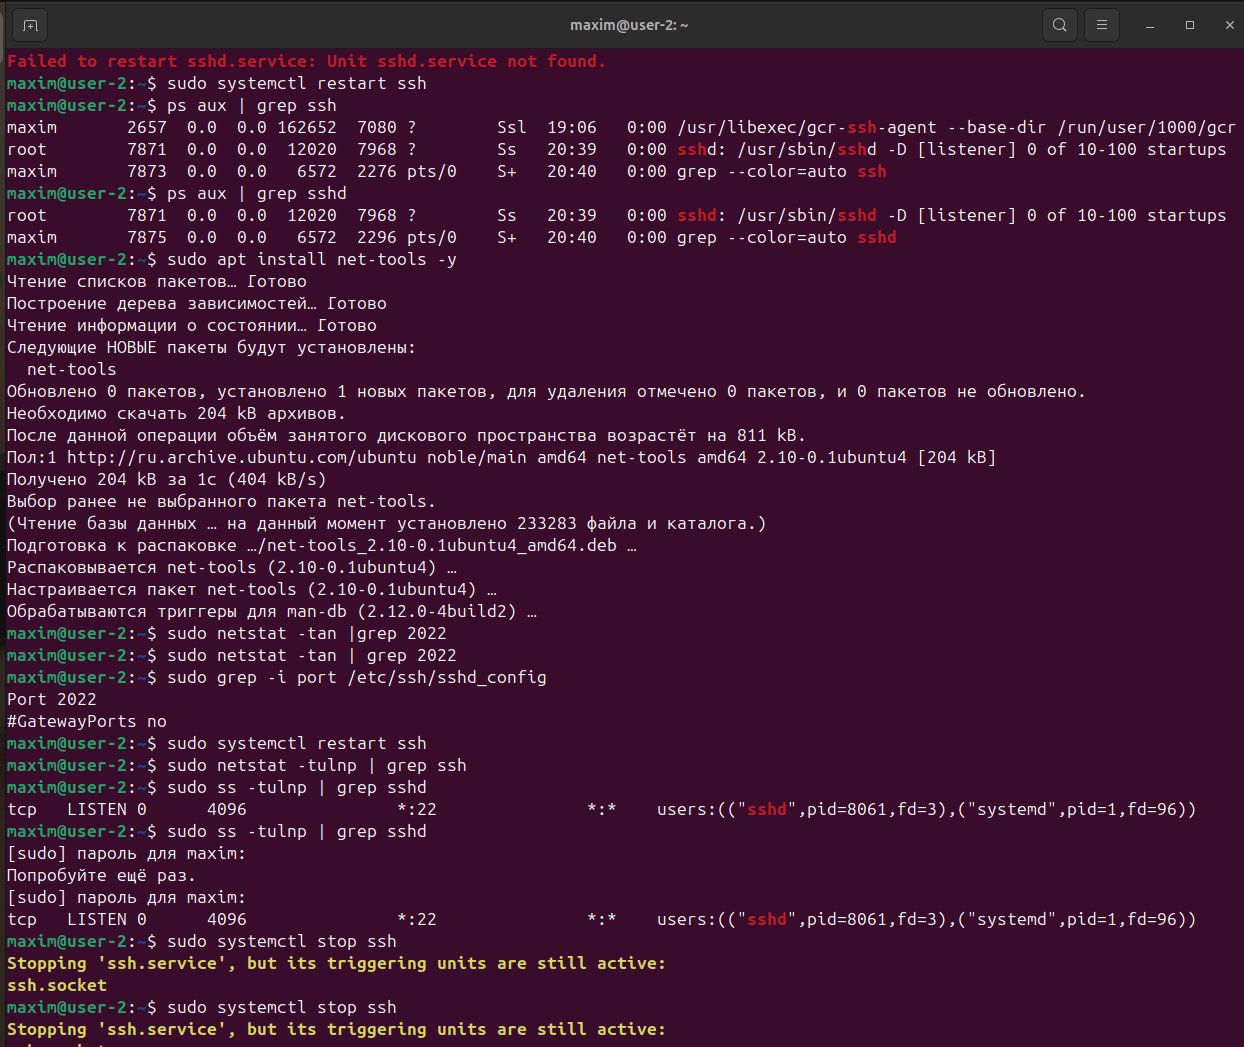 maxim@user-2: ~
Failed to restart sshd.service: Unit sshd.service not found.
maxim@user-2:~$ sudo systemctl restart ssh
maxim@user-2:~$ ps aux | grep ssh
maxim       2657  0.0  0.0 162652  7080 ?        Ssl  19:06   0:00 /usr/libexec/gcr-ssh-agent --base-dir /run/user/1000/gcr
root        7871  0.0  0.0  12020  7968 ?        Ss   20:39   0:00 sshd: /usr/sbin/sshd -D [listener] 0 of 10-100 startups
maxim       7873  0.0  0.0   6572  2276 pts/0    S+   20:40   0:00 grep --color=auto ssh
maxim@user-2:~$ ps aux | grep sshd
root        7871  0.0  0.0  12020  7968 ?        Ss   20:39   0:00 sshd: /usr/sbin/sshd -D [listener] 0 of 10-100 startups
maxim       7875  0.0  0.0   6572  2296 pts/0    S+   20:40   0:00 grep --color=auto sshd
maxim@user-2:~$ sudo apt install net-tools -y
Чтение списков пакетов… Готово
Построение дерева зависимостей… Готово
Чтение информации о состоянии… Готово
Следующие НОВЫЕ пакеты будут установлены:
  net-tools
Обновлено 0 пакетов, установлено 1 новых пакетов, для удаления отмечено 0 пакетов, и 0 пакетов не обновлено.
Необходимо скачать 204 kB архивов.
После данной операции объём занятого дискового пространства возрастёт на 811 kB.
Пол:1 http://ru.archive.ubuntu.com/ubuntu noble/main amd64 net-tools amd64 2.10-0.1ubuntu4 [204 kB]
Получено 204 kB за 1с (404 kB/s)
Выбор ранее не выбранного пакета net-tools.
(Чтение базы данных … на данный момент установлено 233283 файла и каталога.)
Подготовка к распаковке …/net-tools_2.10-0.1ubuntu4_amd64.deb …
Распаковывается net-tools (2.10-0.1ubuntu4) …
Настраивается пакет net-tools (2.10-0.1ubuntu4) …
Обрабатываются триггеры для man-db (2.12.0-4build2) …
maxim@user-2:~$ sudo netstat -tan |grep 2022
maxim@user-2:~$ sudo netstat -tan | grep 2022
maxim@user-2:~$ sudo grep -i port /etc/ssh/sshd_config
Port 2022
#GatewayPorts no
maxim@user-2:~$ sudo systemctl restart ssh
maxim@user-2:~$ sudo netstat -tulnp | grep ssh
maxim@user-2:~$ sudo ss -tulnp | grep sshd
tcp   LISTEN 0      4096               *:22               *:*    users:(("sshd",pid=8061,fd=3),("systemd",pid=1,fd=96))
maxim@user-2:~$ sudo ss -tulnp | grep sshd
[sudo] пароль для maxim:
Попробуйте ещё раз.
[sudo] пароль для maxim:
tcp   LISTEN 0      4096               *:22               *:*    users:(("sshd",pid=8061,fd=3),("systemd",pid=1,fd=96))
maxim@user-2:~$ sudo systemctl stop ssh
Stopping 'ssh.service', but its triggering units are still active:
ssh.socket
maxim@user-2:~$ sudo systemctl stop ssh
Stopping 'ssh.service', but its triggering units are still active: